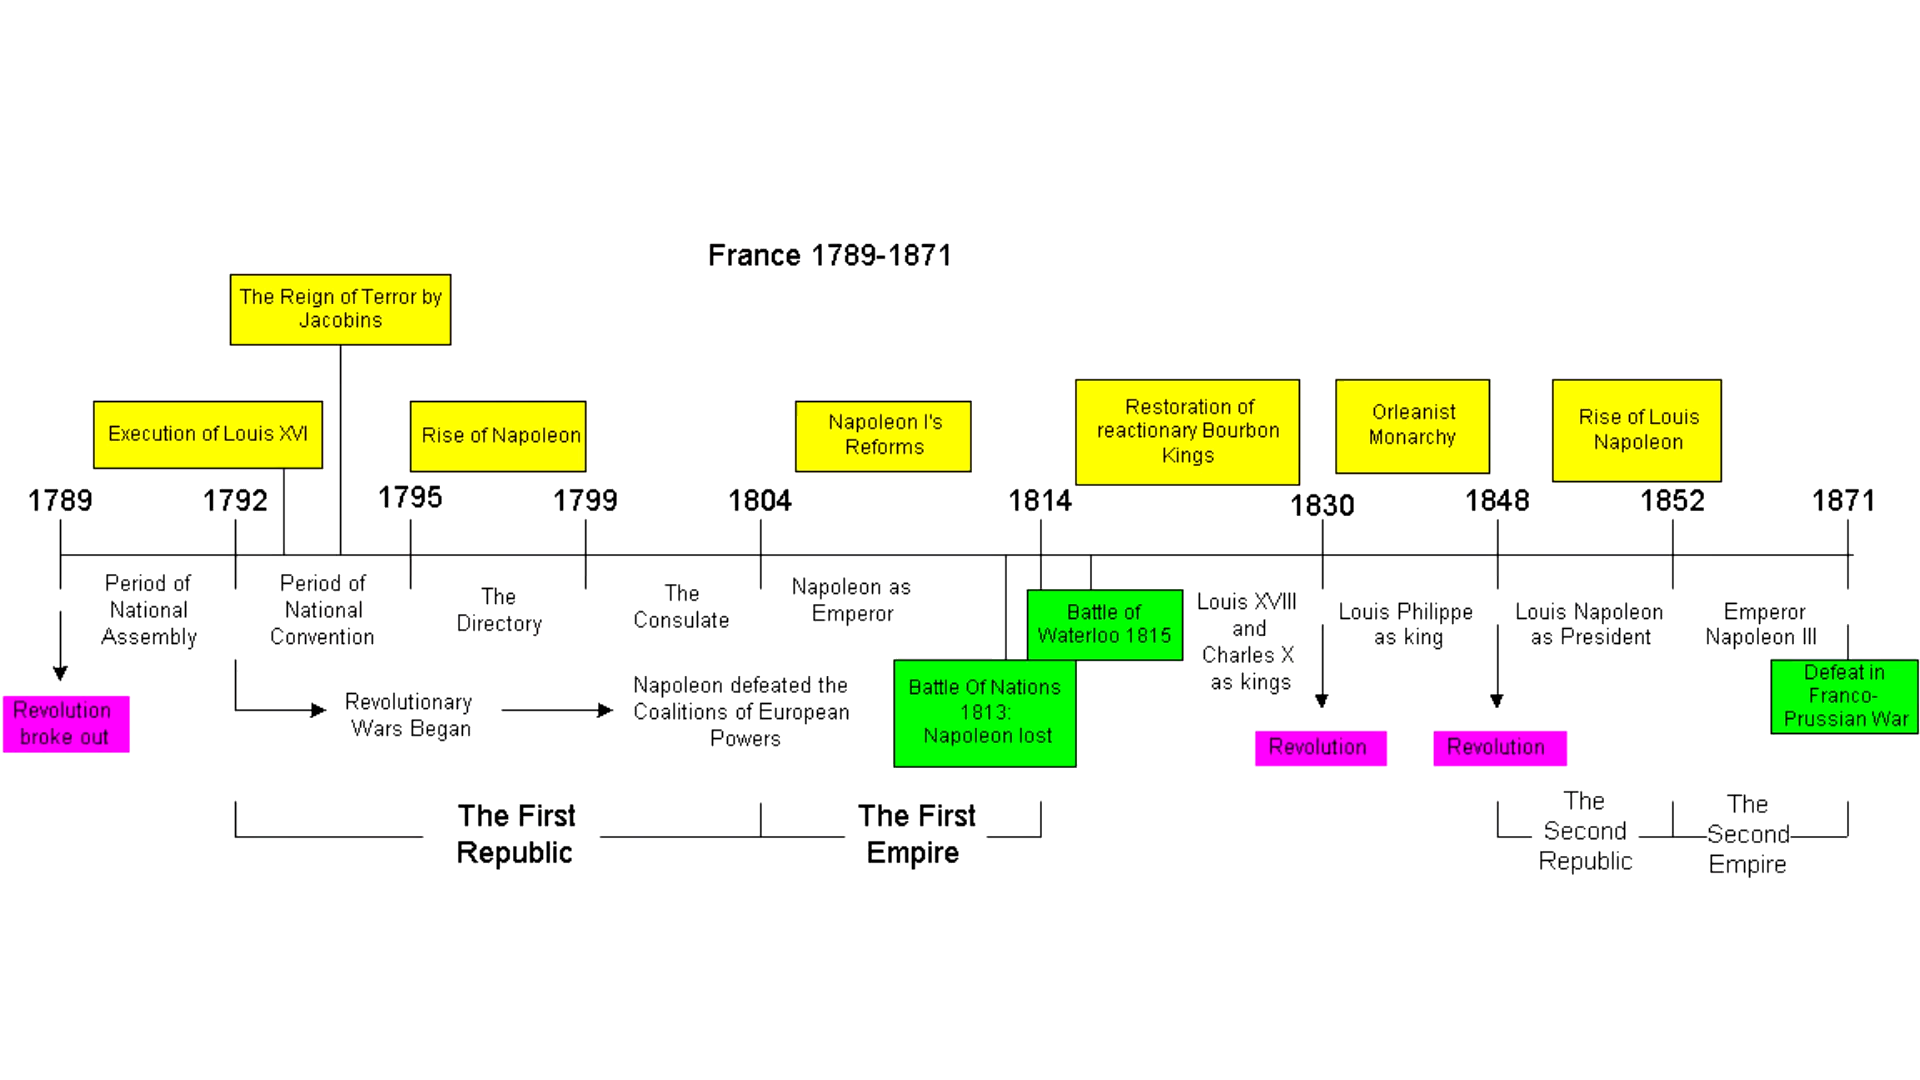 France 1789-1871
The Reign of Terror by
Jacobins
Execution of Louis XVI
Rise of Napoleon
Napoleon I's
Reforms
Restoration of
reactionary Bourbon
Kings
Orleanist
Monarchy
Rise of Louis
Napoleon
1789
1792
1795
1799
1804
1814
1830
1848
1852
1871
Period of
National
Assembly
Period of
National
Convention
The
Directory
The
Consulate
Napoleon as
Emperor
Battle of
Waterloo 1815
Louis XVIII
and
Charles X
as kings
Louis Philippe
as king
Louis Napoleon
as President
Emperor
Napoleon III
Revolution
broke out
Revolutionary
Wars Began
Napoleon defeated the
Coalitions of European
Powers
Battle Of Nations
1813:
Napoleon lost
Revolution
Revolution
Defeat in
Franco-
Prussian War
The First
Republic
The First
Empire
The
Second
Republic
The
Second
Empire